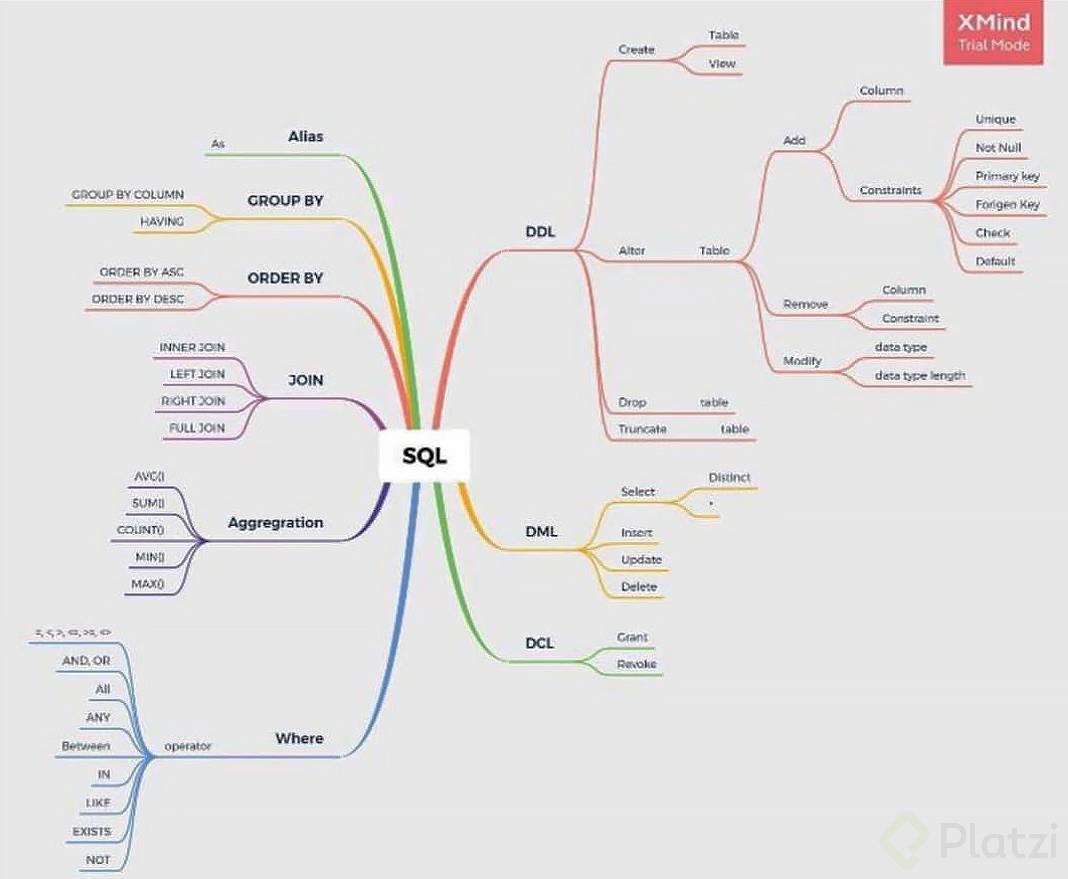 XMind
Trial Mode
SQL
DDL
Create
Table
View
Alter
Table
Add
Column
Constraints
Unique
Not Null
Primary key
Forigen Key
Check
Default
Remove
Column
Constraint
Modify
data type
data type length
Drop
table
Truncate
table
DML
Select
Distinct
Insert
Update
Delete
DCL
Grant
Revoke
Alias
As
GROUP BY
GROUP BY COLUMN
HAVING
ORDER BY
ORDER BY ASC
ORDER BY DESC
JOIN
INNER JOIN
LEFT JOIN
RIGHT JOIN
FULL JOIN
Aggregration
AVG()
SUM()
COUNT()
MIN()
MAX()
Where
operator
=, <, >, <=, >=, <>
AND, OR
All
ANY
Between
IN
LIKE
EXISTS
NOT
Platzi